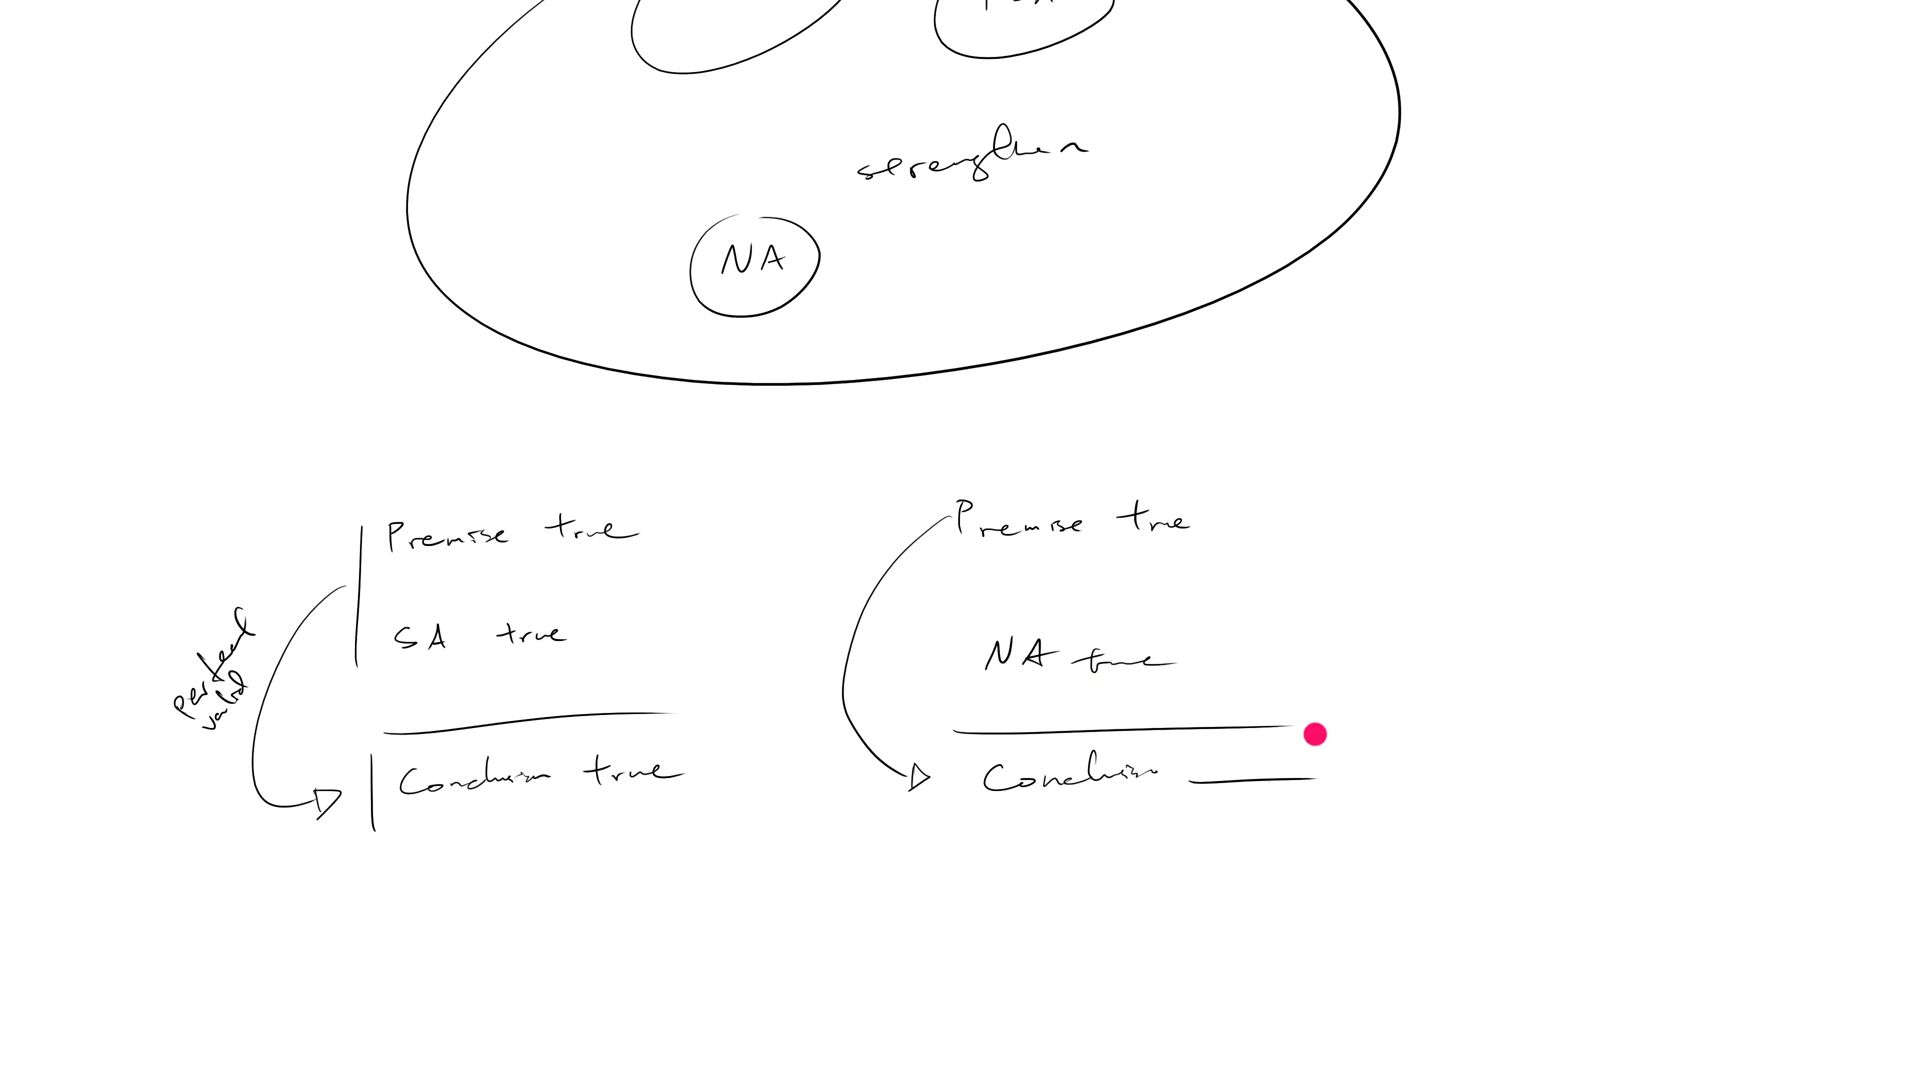 strengthen
NA
Premise true
SA true
perfect
valid
Conclusion true
Premise true
NA true
Conclusion